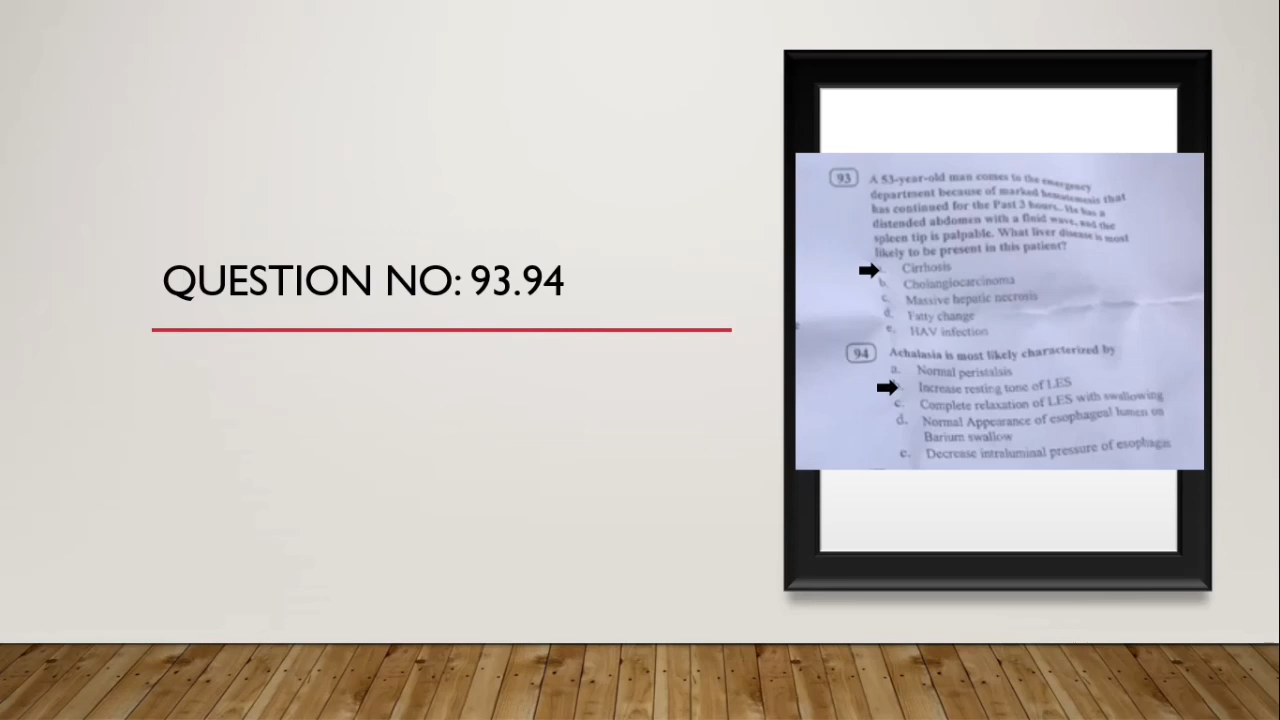 QUESTION NO: 93.94
93 A 53-year-old man comes to the emergency
department because of marked hematemesis that
has continued for the Past 3 hours.. He has a
distended abdomen with a fluid wave, and the
spleen tip is palpable. What liver disease is most
likely to be present in this patient?
Cirrhosis
b. Cholangiocarcinoma
c. Massive hepatic necrosis
d. Fatty change
e. HAV infection
94 Achalasia is most likely characterized by
a. Normal peristalsis
Increase resting tone of LES
c. Complete relaxation of LES with swallowing
d. Normal Appearance of esophageal lumen on
Barium swallow
e. Decrease intraluminal pressure of esophagus